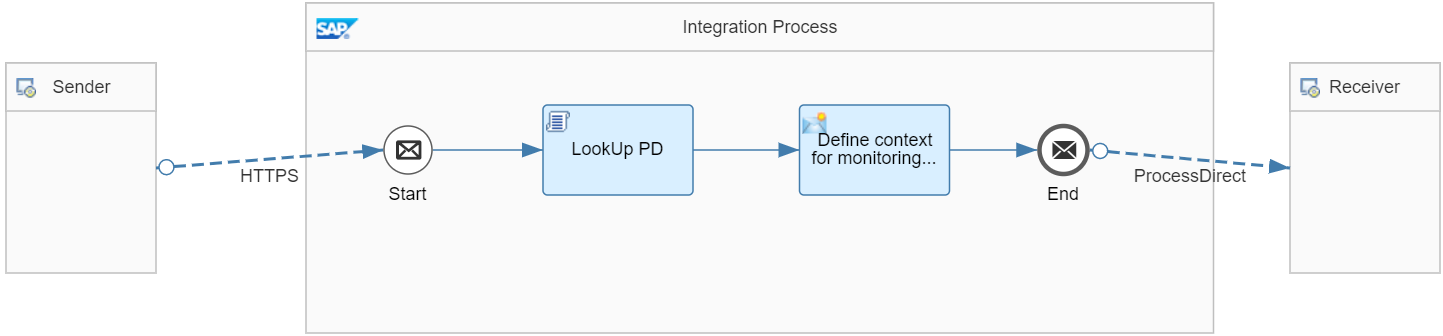 SAP
Integration Process
Sender
Receiver
LookUp PD
Define context
for monitoring...
HTTPS
Start
End
ProcessDirect